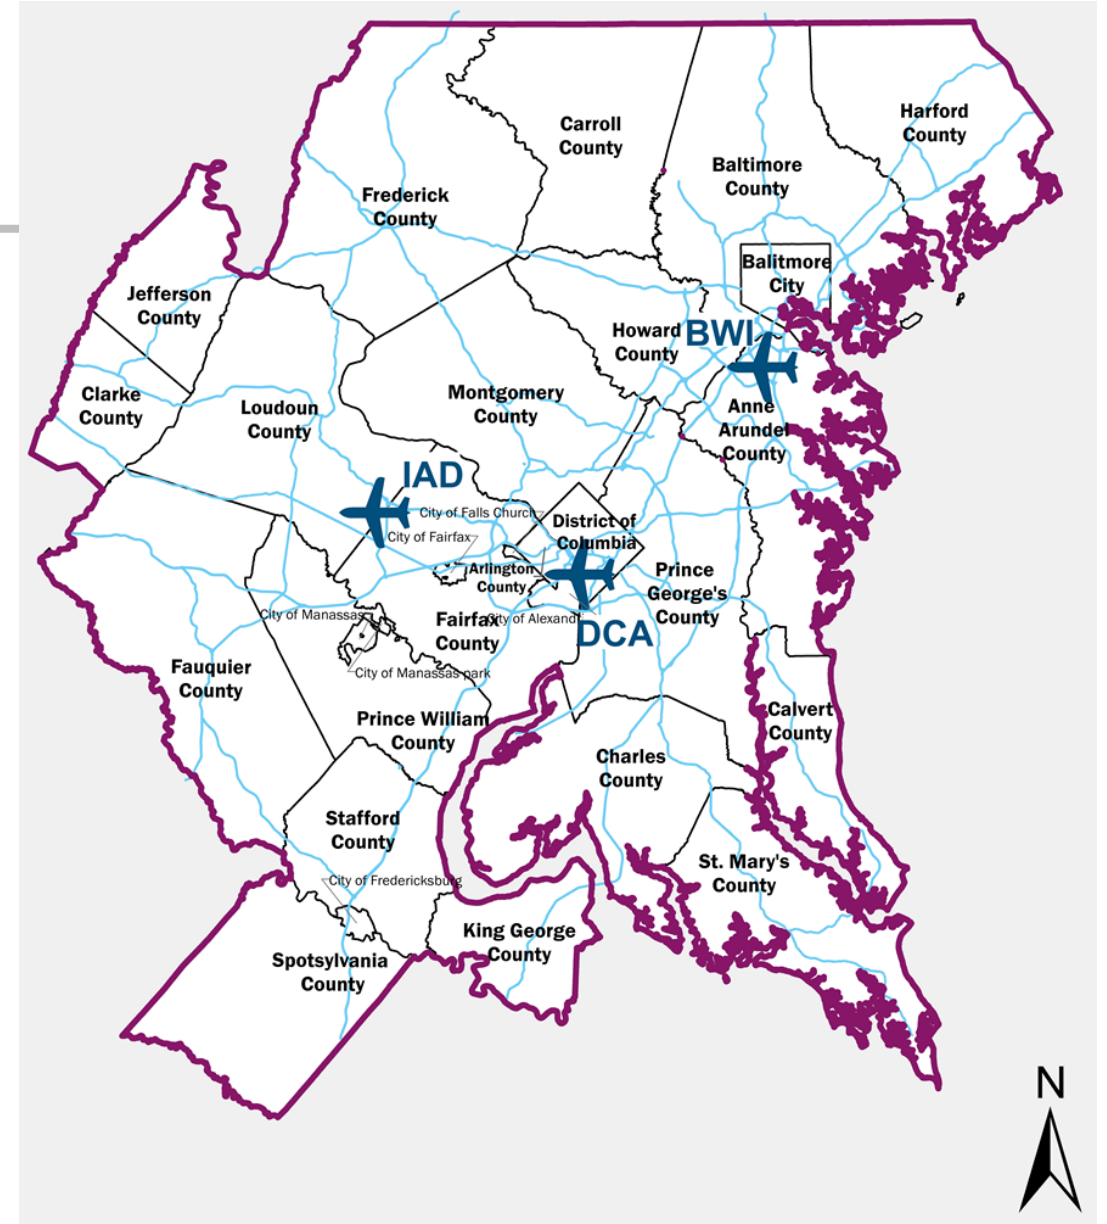 Carroll
County
Harford
County
Baltimore
County
Frederick
County
Balitmore
City
Jefferson
County
Howard
County
BWI
Clarke
County
Loudoun
County
Montgomery
County
Anne
Arundel
County
IAD
City of Falls Church
District of
Columbia
City of Fairfax
Arlington
County
Prince
George's
County
City of Manassas
Fairfax
County
City of Alexandr
DCA
Fauquier
County
City of Manassas park
Prince William
County
Calvert
County
Charles
County
Stafford
County
St. Mary's
County
City of Fredericksburg
King George
County
Spotsylvania
County
N